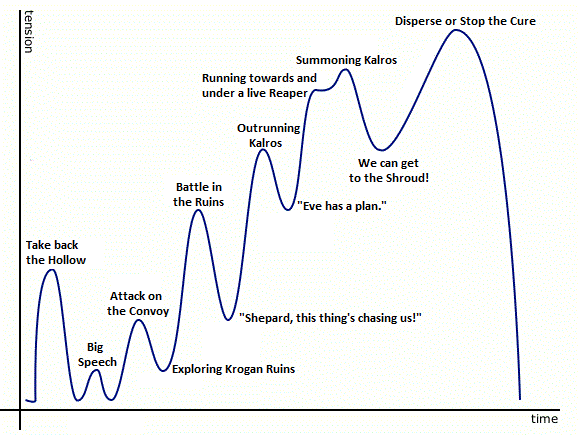 tension
Disperse or Stop the Cure
Summoning Kalros
Running towards and
under a live Reaper
Outrunning
Kalros
We can get
to the Shroud!
Battle in
the Ruins
"Eve has a plan."
Take back
the Hollow
Attack on
the Convoy
"Shepard, this thing's chasing us!"
Big
Speech
Exploring Krogan Ruins
time